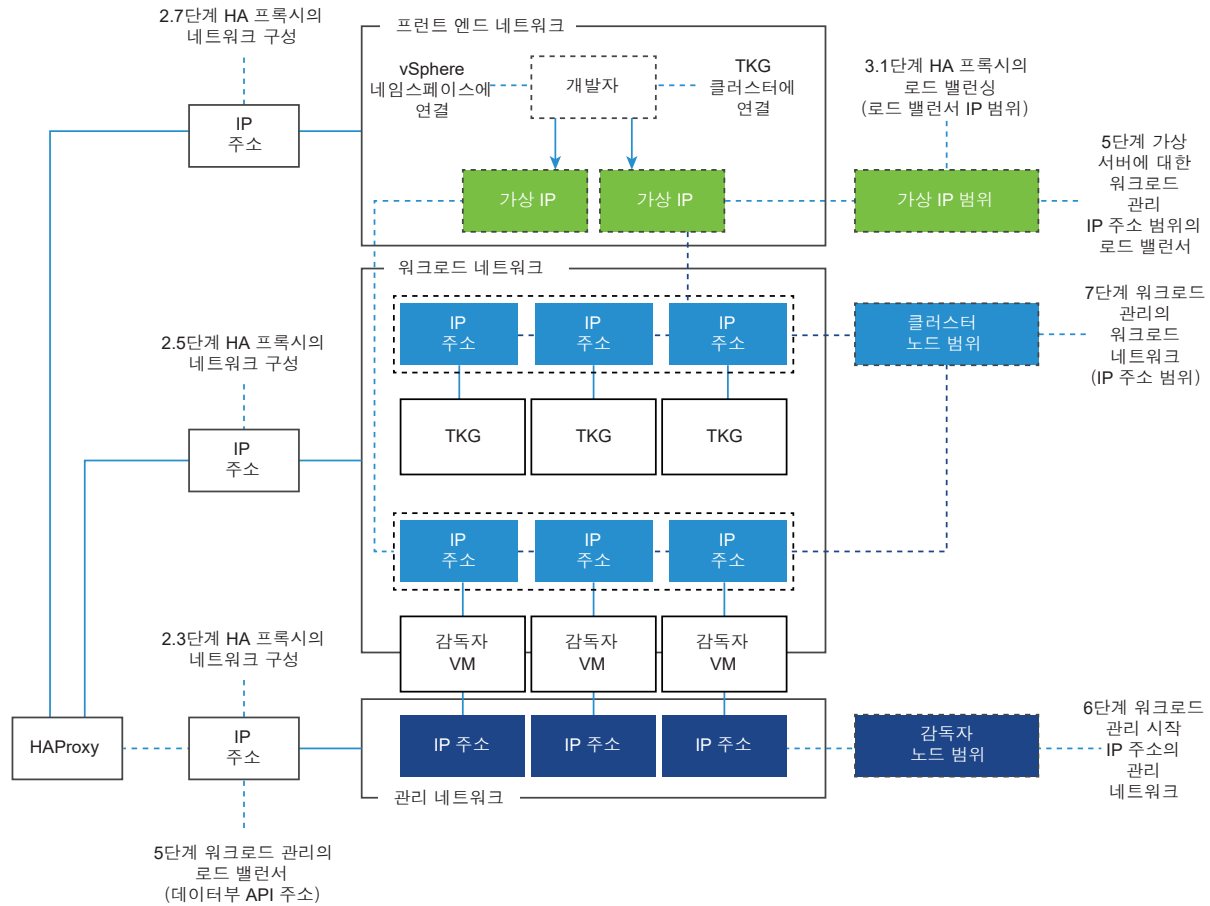 2.7단계 HA 프록시의
네트워크 구성
프런트 엔드 네트워크
vSphere
네임스페이스에
연결
개발자
TKG
클러스터에
연결
3.1단계 HA 프록시의
로드 밸런싱
(로드 밸런서 IP 범위)
IP
주소
5단계 가상
서버에 대한
워크로드
관리
IP 주소 범위의
로드 밸런서
가상 IP
가상 IP
가상 IP 범위
워크로드 네트워크
2.5단계 HA 프록시의
네트워크 구성
IP
주소
IP
주소
IP
주소
클러스터
노드 범위
7단계 워크로드
관리의
워크로드
네트워크
(IP 주소 범위)
IP
주소
TKG
TKG
TKG
IP
주소
IP
주소
IP
주소
2.3단계 HA 프록시의
네트워크 구성
감독자
VM
감독자
VM
감독자
VM
HAProxy
IP
주소
IP 주소
IP 주소
IP 주소
감독자
노드 범위
6단계 워크로드
관리 시작
IP 주소의
관리
네트워크
관리 네트워크
5단계 워크로드 관리의
로드 밸런서
(데이터부 API 주소)